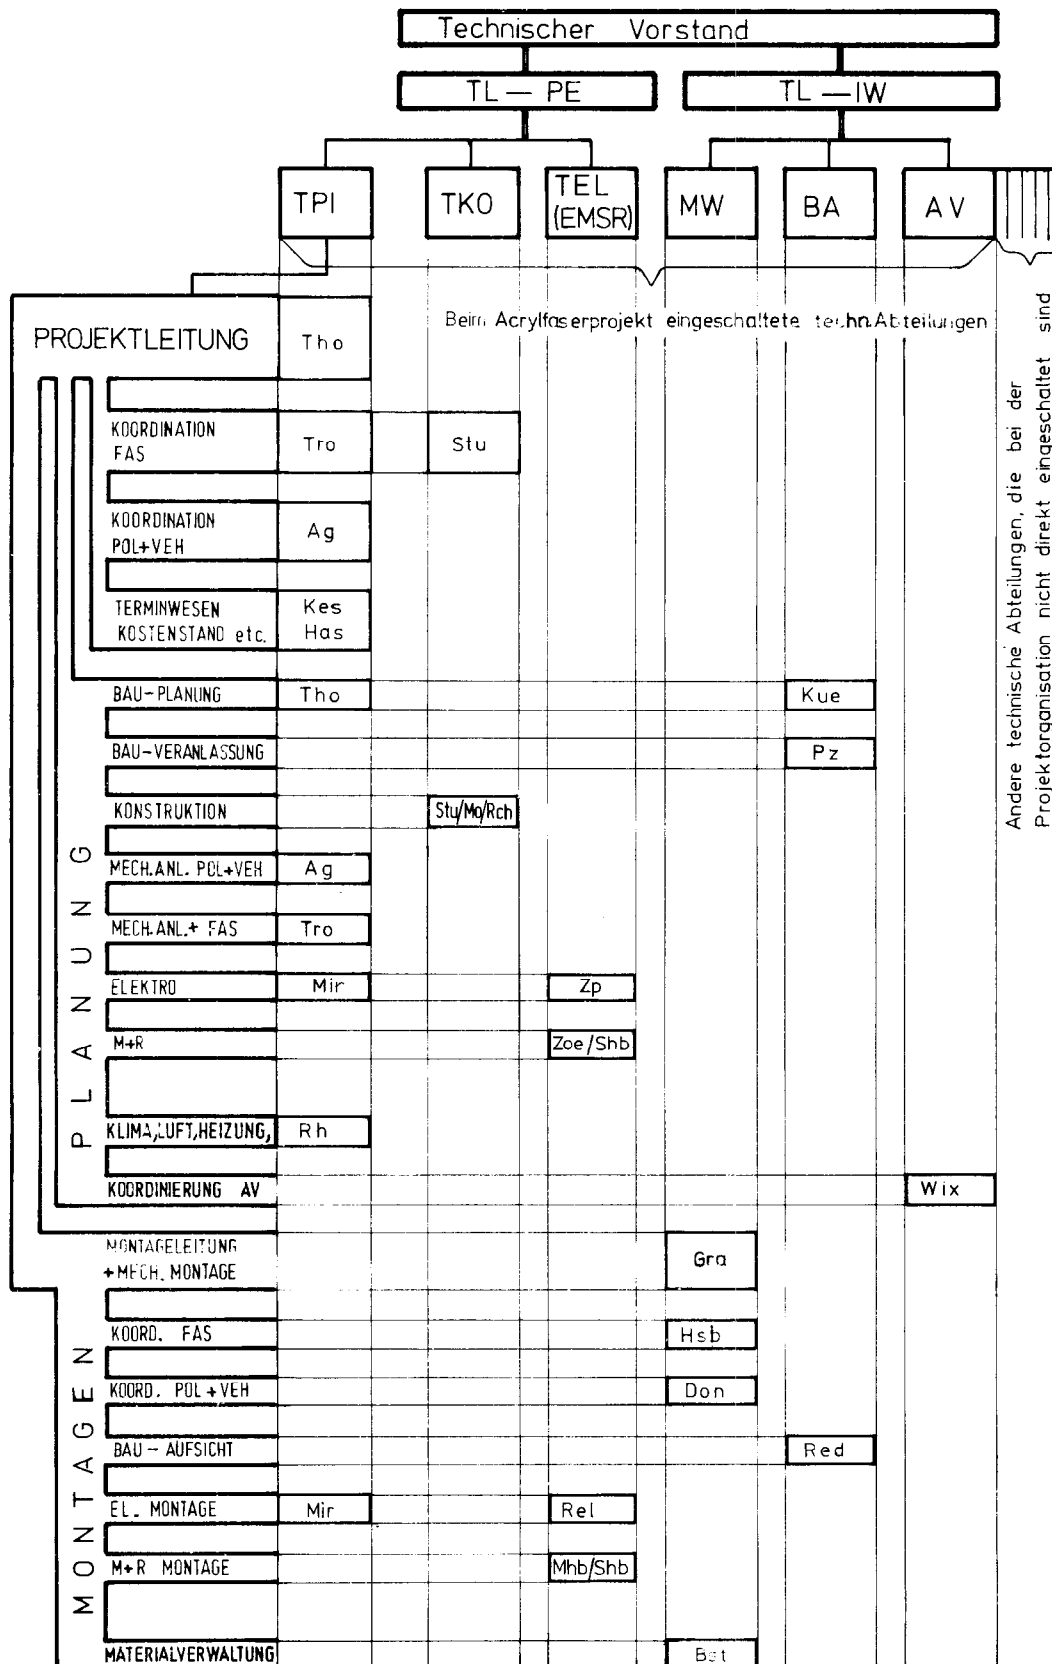 Technischer Vorstand
TL — PE
TL — IW
TPI
TKO
TEL
(EMSR)
MW
BA
AV
Beim Acrylfaserprojekt eingeschaltete techn. Abteilungen
Andere technische Abteilungen, die bei der
Projektorganisation nicht direkt eingeschaltet sind
PROJEKTLEITUNG
Tho
KOORDINATION
FAS
Tro
Stu
KOORDINATION
POL+VEH
Ag
TERMINWESEN
KOSTENSTAND etc.
Kes
Has
PLANUNG
BAU-PLANUNG
Tho
Kue
BAU-VERANLASSUNG
Pz
KONSTRUKTION
Stu/Mo/Rch
MECH.ANL. POL+VEH
Ag
MECH.ANL.+ FAS
Tro
ELEKTRO
Mir
Zp
M+R
Zoe/Shb
KLIMA,LUFT,HEIZUNG,
Rh
KOORDINIERUNG AV
Wix
MONTAGEN
MONTAGELEITUNG
+MECH. MONTAGE
Gra
KOORD. FAS
Hsb
KOORD. POL+VEH
Don
BAU - AUFSICHT
Red
EL. MONTAGE
Mir
Rel
M+R MONTAGE
Mhb/Shb
MATERIALVERWALTUNG